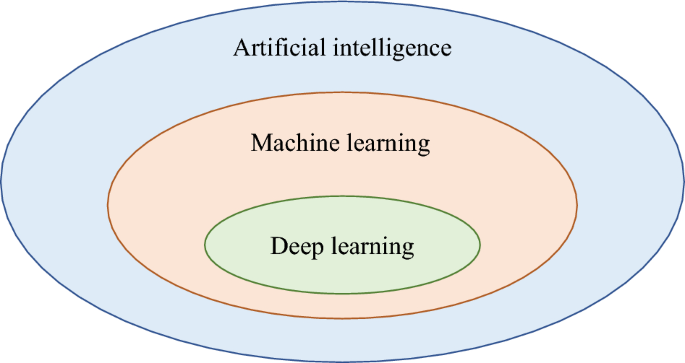 Artificial intelligence
Machine learning
Deep learning